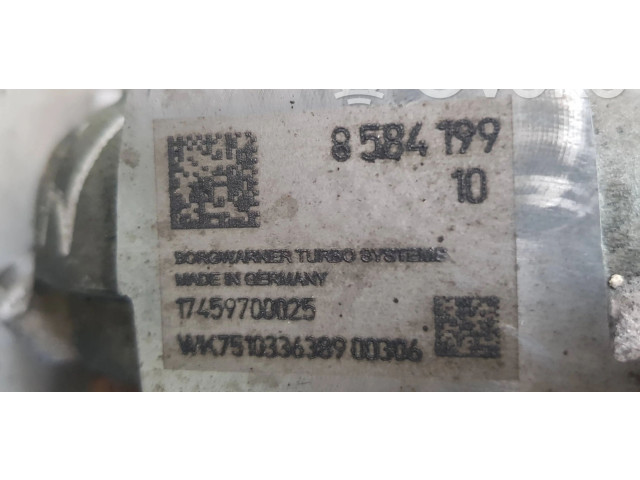 8 584 199
10
BORGWARNER TURBO SYSTEMS
MADE IN GERMANY
17459700025
WK7510336389 00306